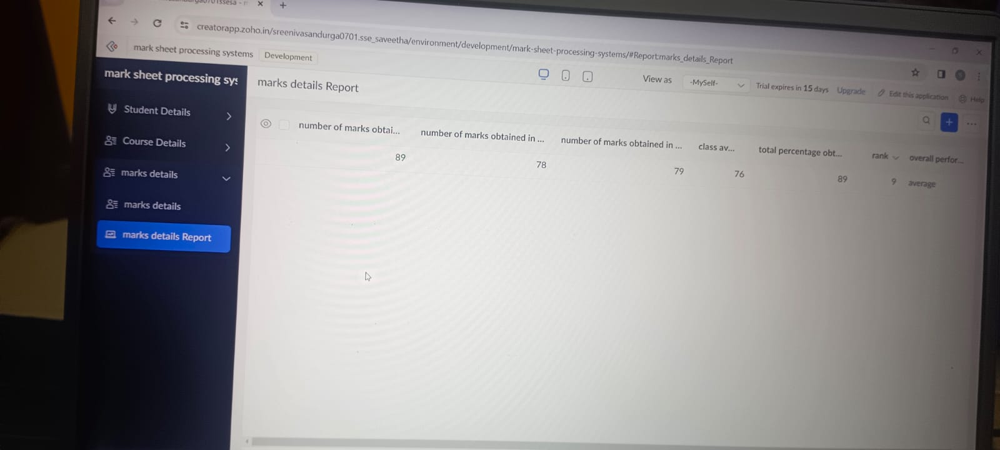 creatorapp.zoho.in/sreenivasandurga0701.sse_saveetha/environment/development/mark-sheet-processing-systems/#Report:marks_details_Report
mark sheet processing systems Development
View as -MySelf- Trial expires in 15 days Upgrade Edit this application Help
mark sheet processing sys
marks details Report
Student Details
Course Details
marks details
marks details
marks details Report
number of marks obtai... number of marks obtained in ... number of marks obtained in ... class av... total percentage obt... rank overall perfor...
89 78 79 76 89 9 average